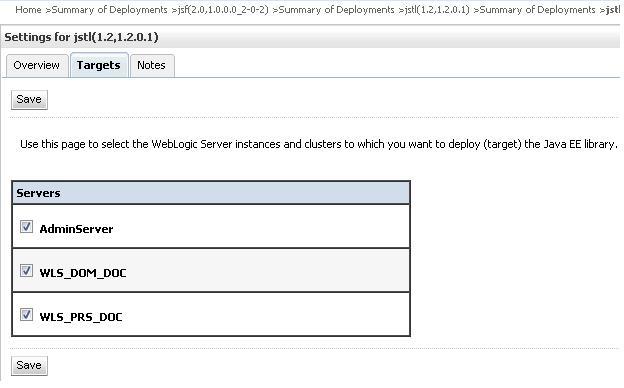 Home >Summary of Deployments >jsf(2.0,1.0.0.0_2-0-2) >Summary of Deployments >jstl(1.2,1.2.0.1) >Summary of Deployments >jstl
Settings for jstl(1.2,1.2.0.1)
Overview Targets Notes
Save
Use this page to select the WebLogic Server instances and clusters to which you want to deploy (target) the Java EE library.
Servers
AdminServer
WLS_DOM_DOC
WLS_PRS_DOC
Save